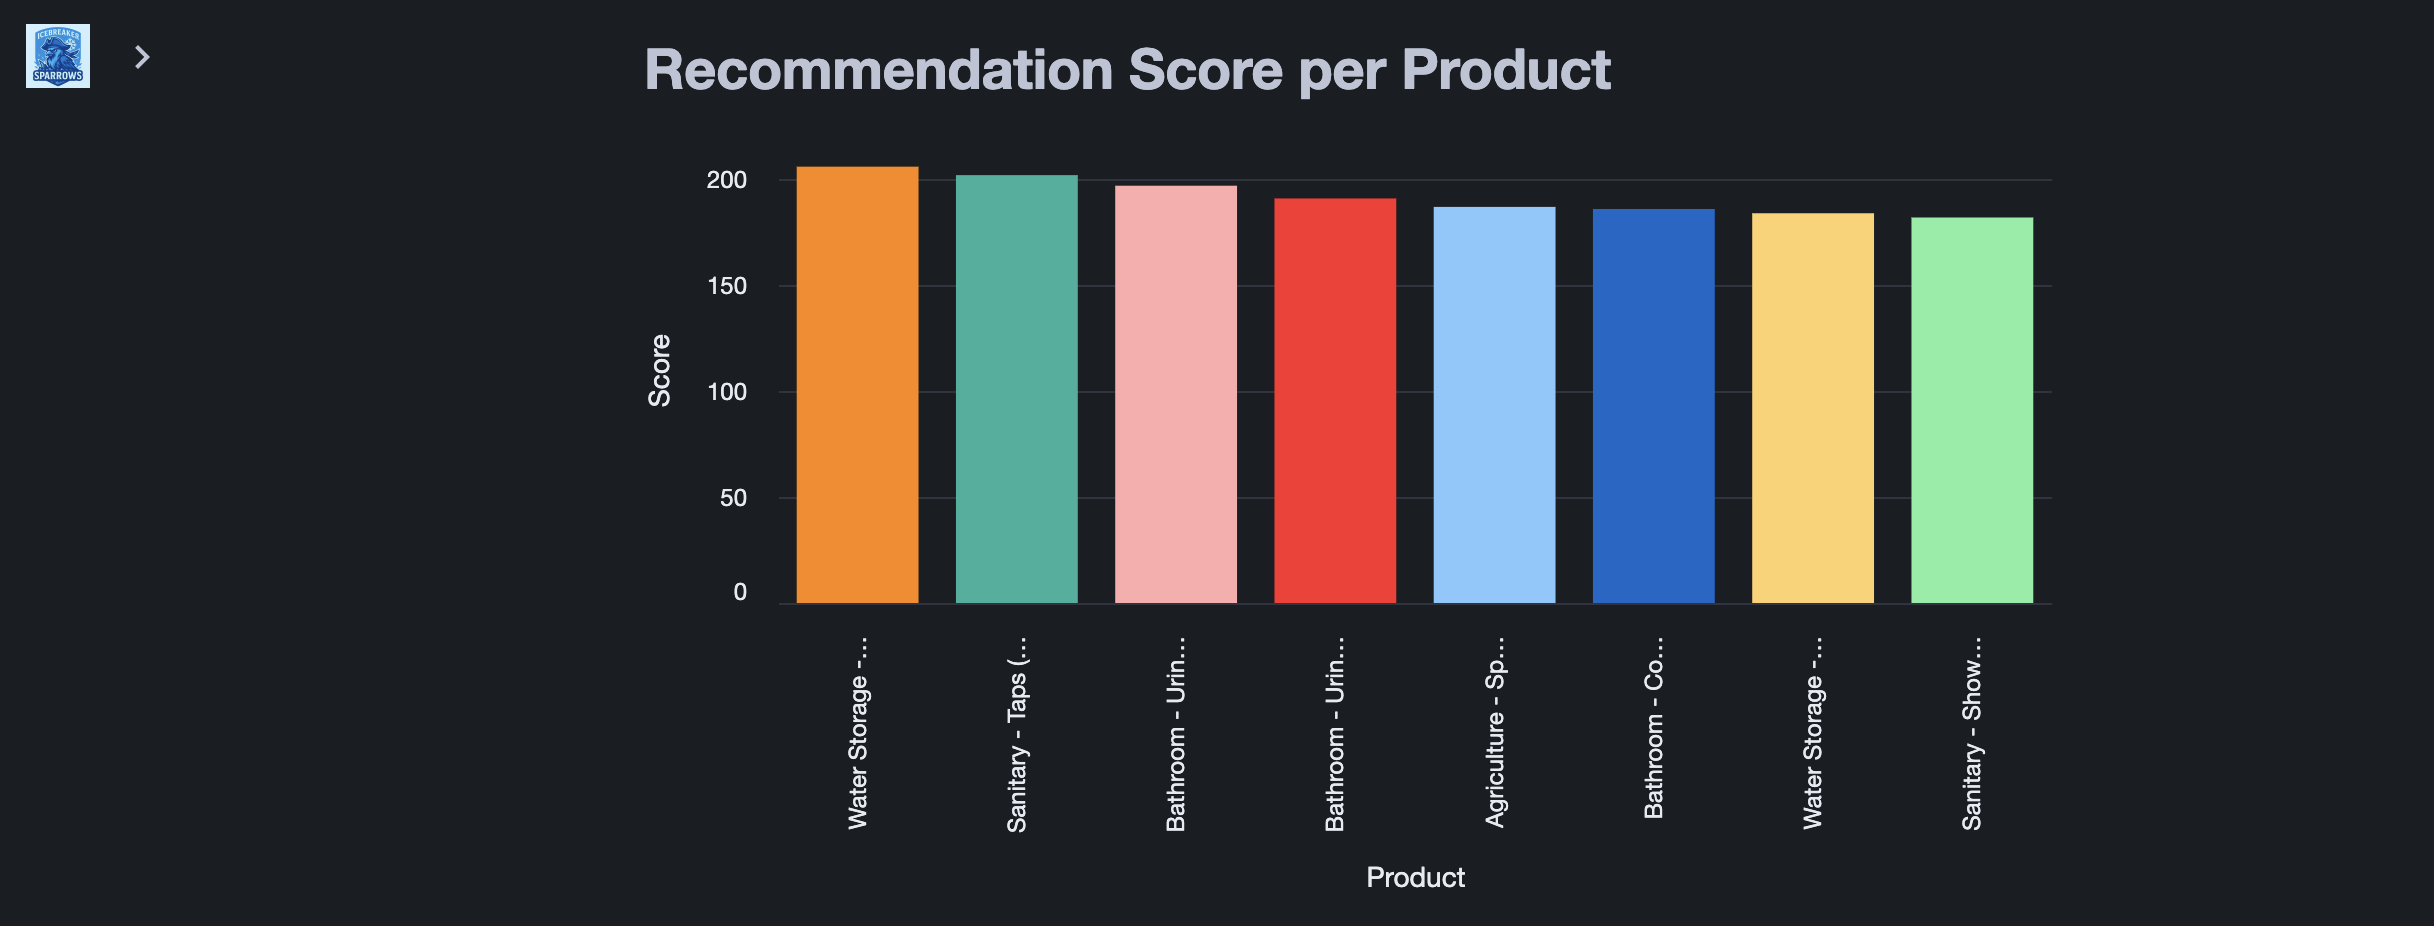 ICEBREAKER
SPARROWS
Recommendation Score per Product
Score
200
150
100
50
0
Water Storage -...
Sanitary - Taps (...
Bathroom - Urin...
Bathroom - Urin...
Agriculture - Sp...
Bathroom - Co...
Water Storage -...
Sanitary - Show...
Product